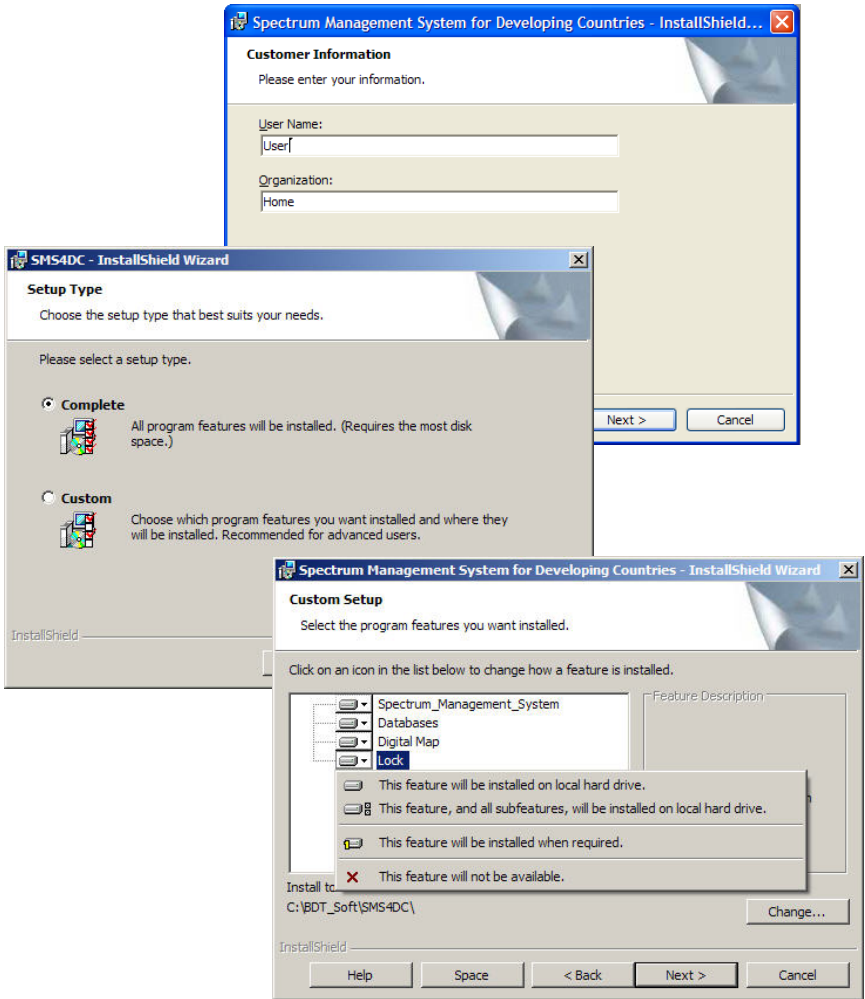 Spectrum Management System for Developing Countries - InstallShield...
Customer Information
Please enter your information.
User Name:
User
Organization:
Home
Next >
Cancel
SMS4DC - InstallShield Wizard
Setup Type
Choose the setup type that best suits your needs.
Please select a setup type.
Complete
All program features will be installed. (Requires the most disk
space.)
Custom
Choose which program features you want installed and where they
will be installed. Recommended for advanced users.
InstallShield
Spectrum Management System for Developing Countries - InstallShield Wizard
Custom Setup
Select the program features you want installed.
Click on an icon in the list below to change how a feature is installed.
Feature Description
Spectrum_Management_System
Databases
Digital Map
Lock
This feature will be installed on local hard drive.
This feature, and all subfeatures, will be installed on local hard drive.
This feature will be installed when required.
This feature will not be available.
Install to
C:\BDT_Soft\SMS4DC\
Change...
InstallShield
Help
Space
< Back
Next >
Cancel